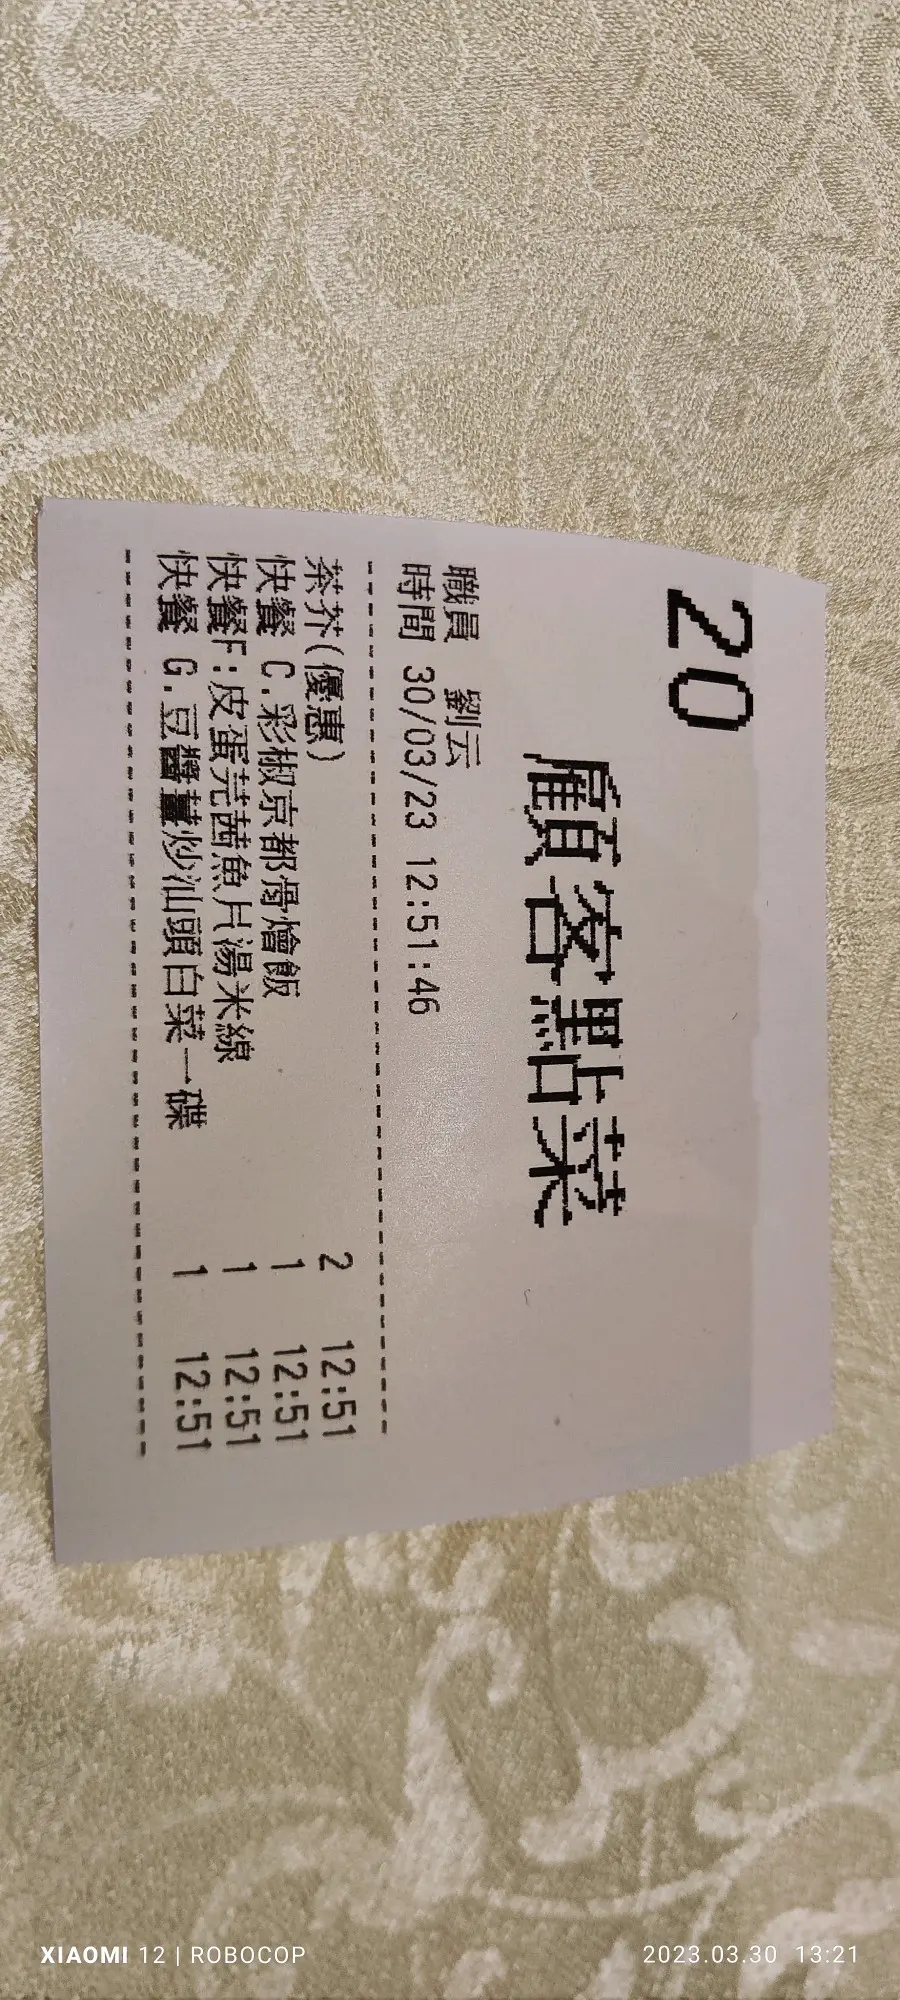 20
顧客點菜
職員 劉云
時間 30/03/23 12:51:46
茶芥(優惠) 2 12:51
快餐 C.彩椒京都骨燴飯 1 12:51
快餐F:皮蛋芫茜魚片湯米線 1 12:51
快餐 G.豆醬薑炒汕頭白菜一碟 1 12:51
XIAOMI 12 | ROBOCOP
2023.03.30 13:21